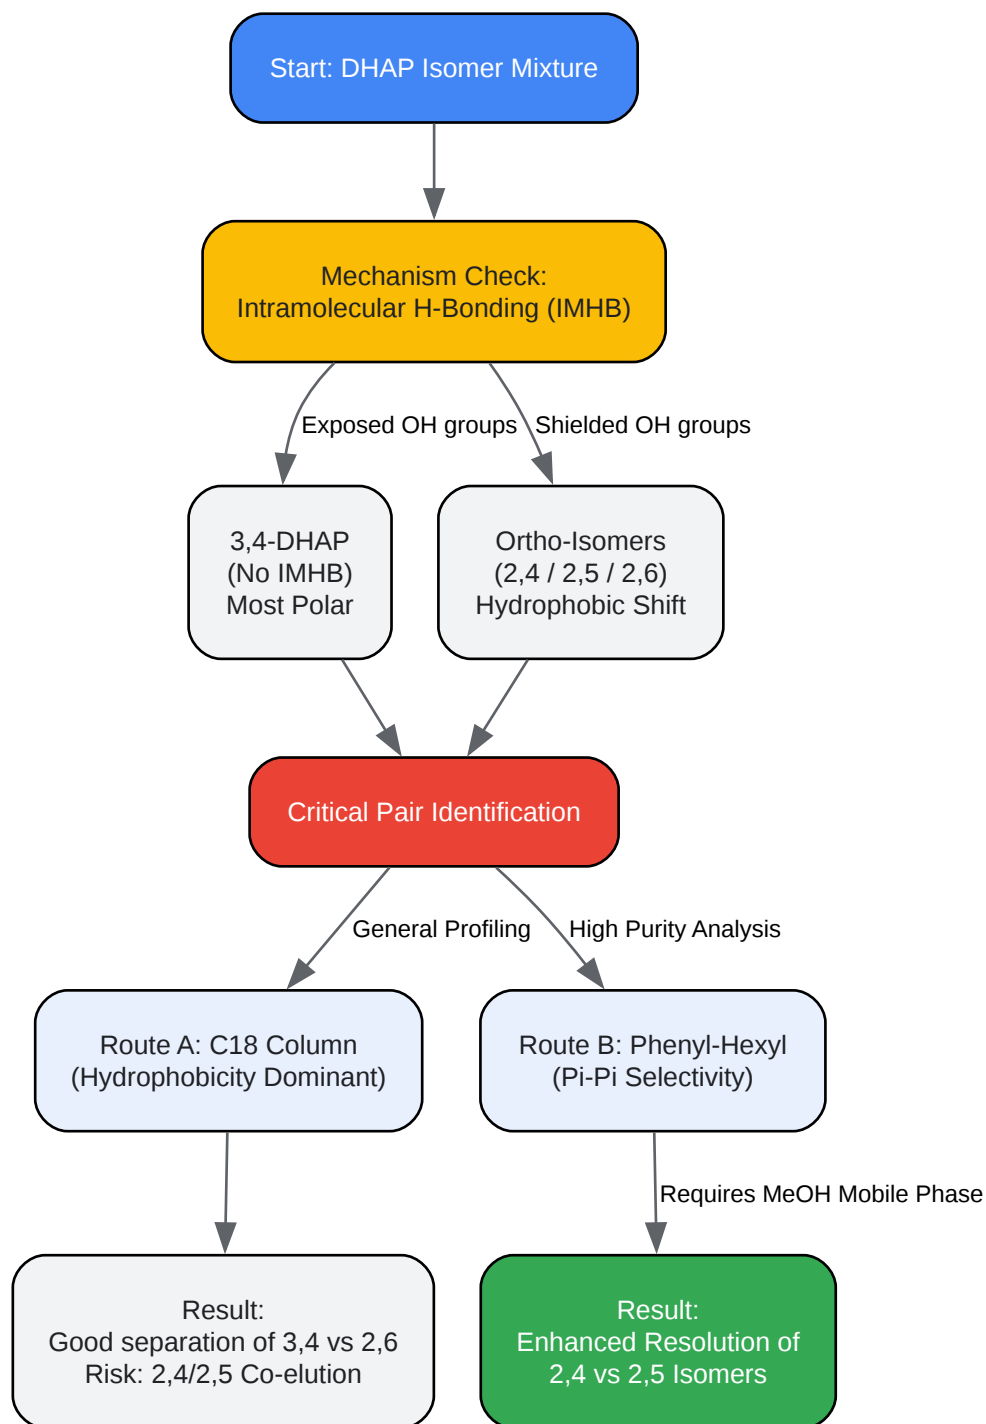 Start: DHAP Isomer Mixture
Mechanism Check:
Intramolecular H-Bonding (IMHB)
Exposed OH groups
Shielded OH groups
3,4-DHAP
(No IMHB)
Most Polar
Ortho-Isomers
(2,4 / 2,5 / 2,6)
Hydrophobic Shift
Critical Pair Identification
General Profiling
High Purity Analysis
Route A: C18 Column
(Hydrophobicity Dominant)
Route B: Phenyl-Hexyl
(Pi-Pi Selectivity)
Requires MeOH Mobile Phase
Result:
Good separation of 3,4 vs 2,6
Risk: 2,4/2,5 Co-elution
Result:
Enhanced Resolution of
2,4 vs 2,5 Isomers